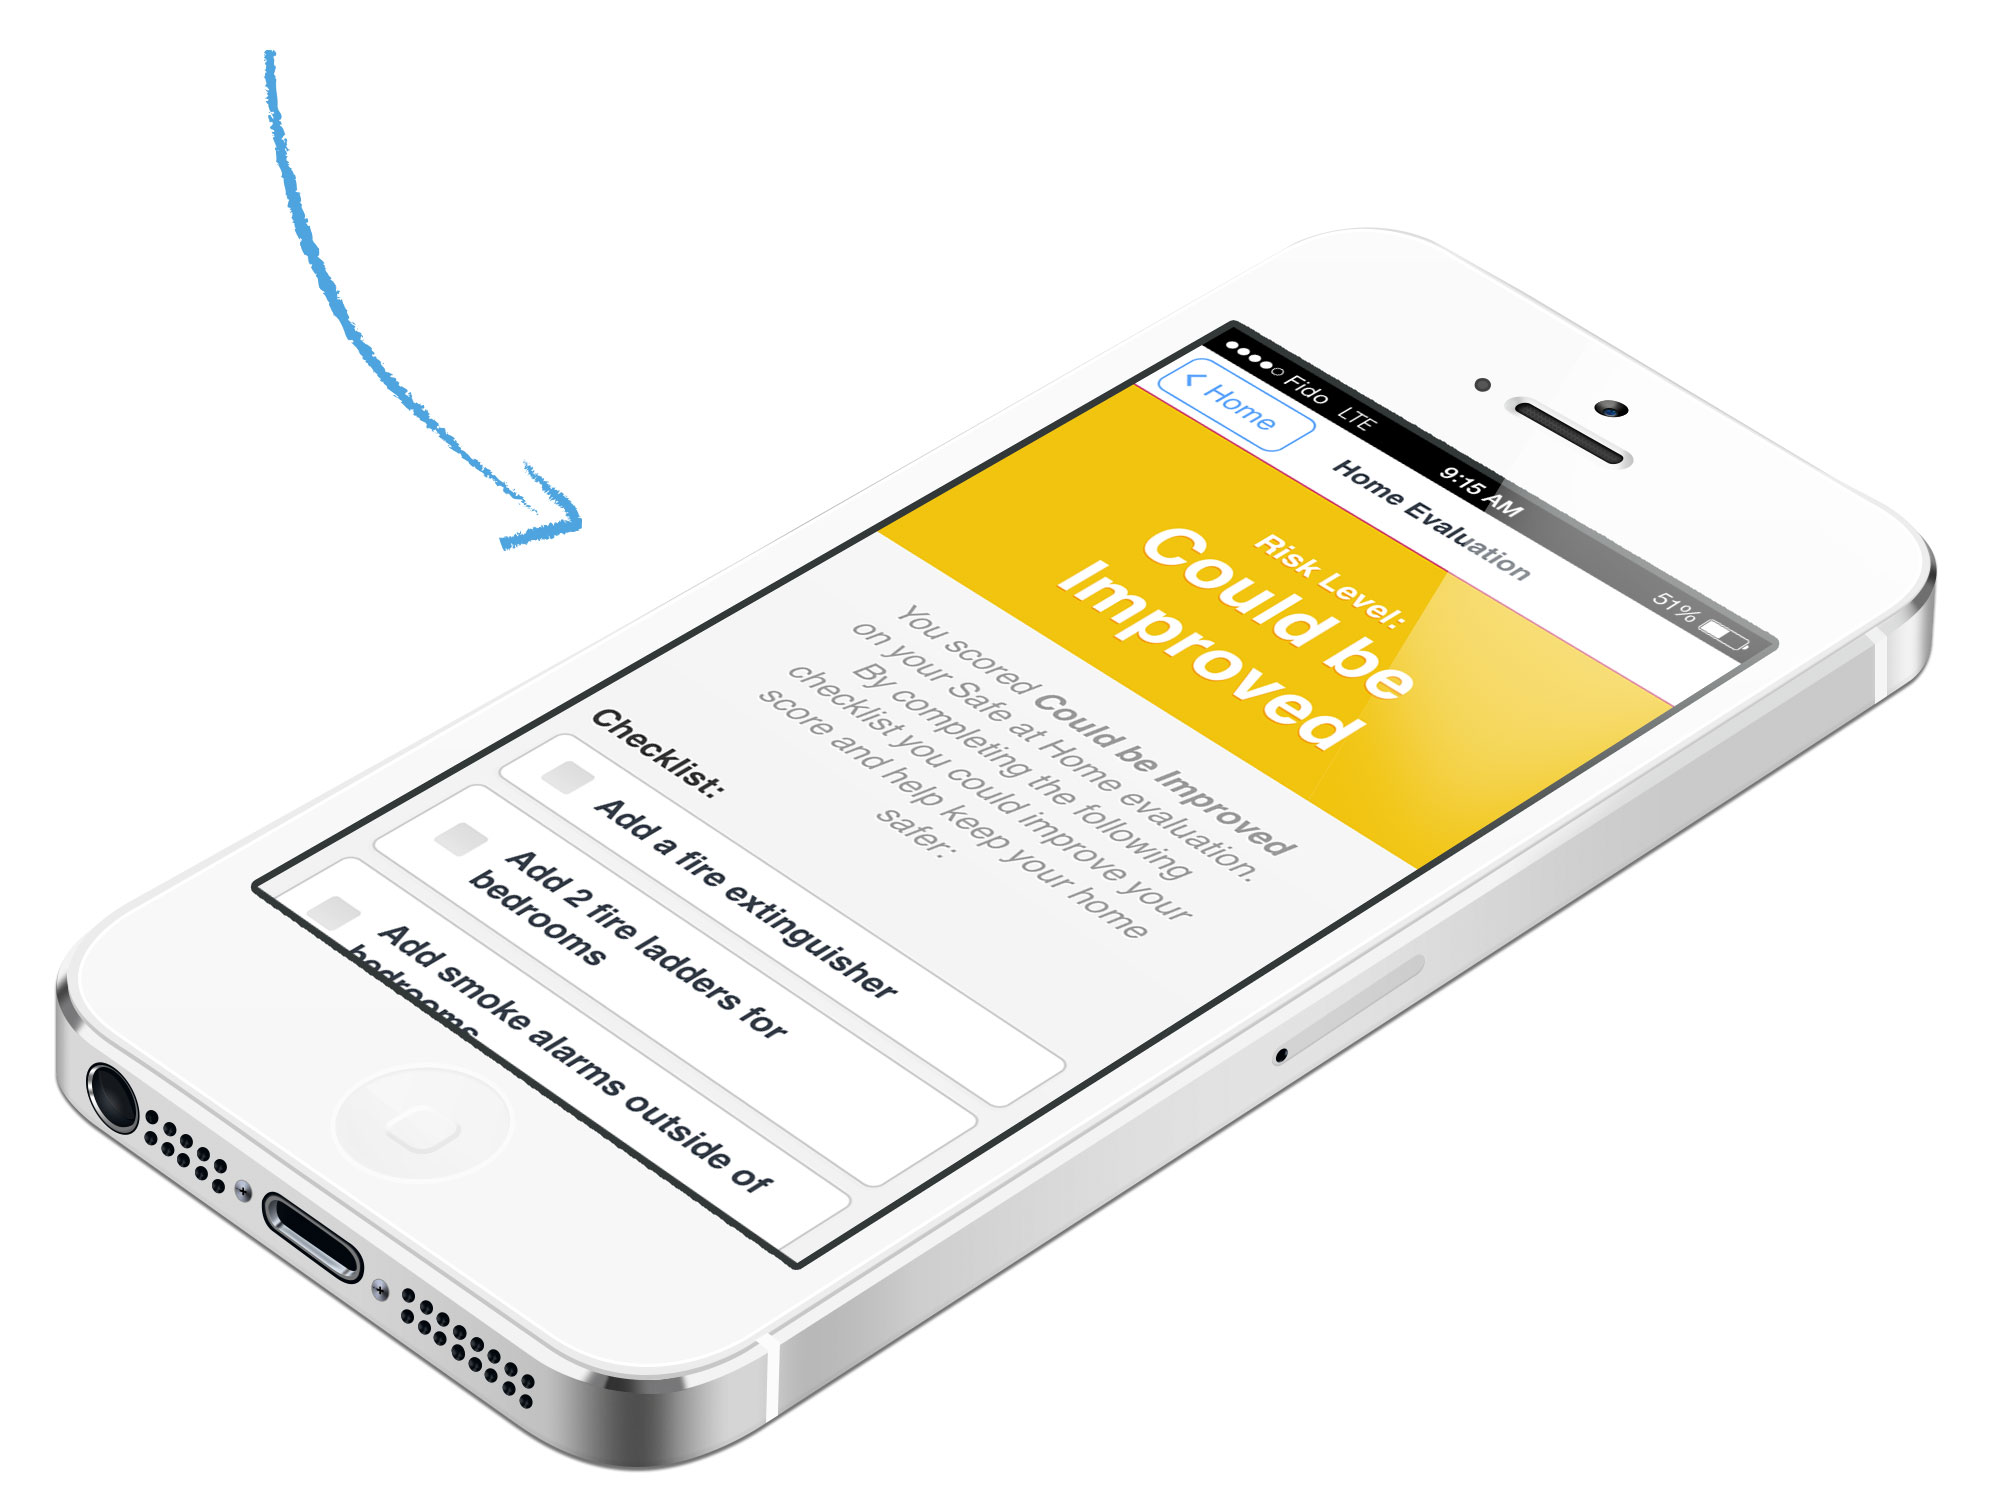 Fido LTE 9:15 AM 51%
Home Home Evaluation
Risk Level:
Could be
Improved
You scored Could be Improved
on your Safe at Home evaluation.
By completing the following
checklist you could improve your
score and help keep your home
safer:
Checklist:
Add a fire extinguisher
Add 2 fire ladders for
bedrooms
Add smoke alarms outside of
bedrooms